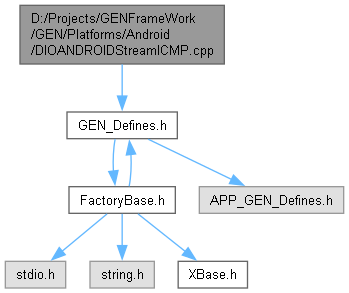 D:/Projects/GENFrameWork
/GEN/Platforms/Android
/DIOANDROIDStreamICMP.cpp
GEN_Defines.h
FactoryBase.h
APP_GEN_Defines.h
stdio.h
string.h
XBase.h